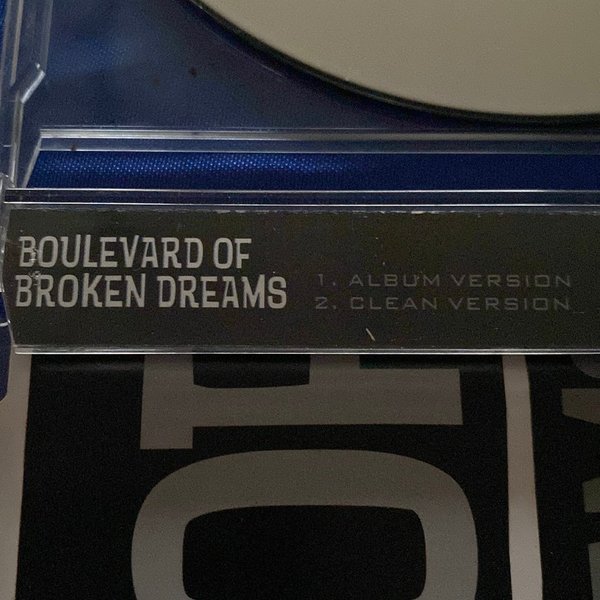 BOULEVARD OF
BROKEN DREAMS
1. ALBUM VERSION
2. CLEAN VERSION